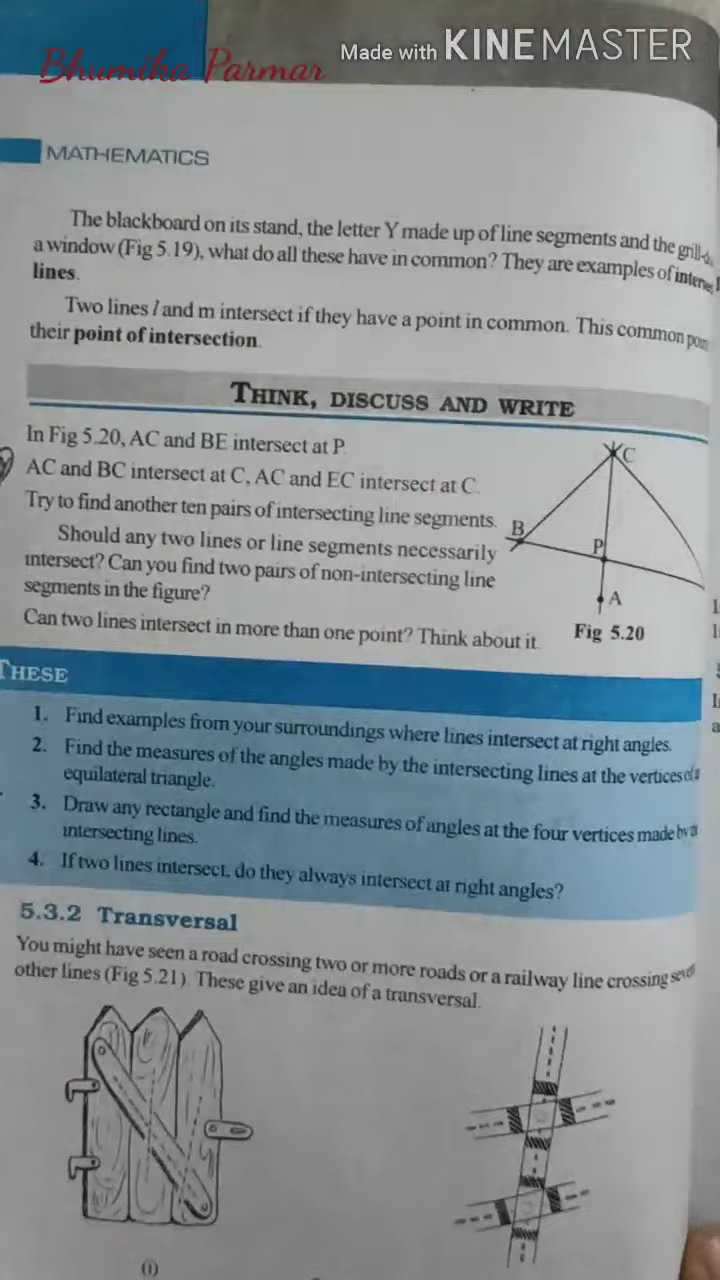 Bhumika Parmar
Made with KINEMASTER
MATHEMATICS
The blackboard on its stand, the letter Y made up of line segments and the
a window (Fig 5.19), what do all these have in common? They are examples of
lines.
Two lines l and m intersect if they have a point in common. This common
their point of intersection.
THINK, DISCUSS AND WRITE
In Fig 5.20, AC and BE intersect at P.
AC and BC intersect at C, AC and EC intersect at C.
Try to find another ten pairs of intersecting line segments.
Should any two lines or line segments necessarily
intersect? Can you find two pairs of non-intersecting line
segments in the figure?
Can two lines intersect in more than one point? Think about it.
C
B
P
A
Fig 5.20
THESE
1. Find examples from your surroundings where lines intersect at right angles.
2. Find the measures of the angles made by the intersecting lines at the vertices
equilateral triangle.
3. Draw any rectangle and find the measures of angles at the four vertices made by
intersecting lines.
4. If two lines intersect, do they always intersect at right angles?
5.3.2 Transversal
You might have seen a road crossing two or more roads or a railway line crossing
other lines (Fig 5.21). These give an idea of a transversal.
(i)